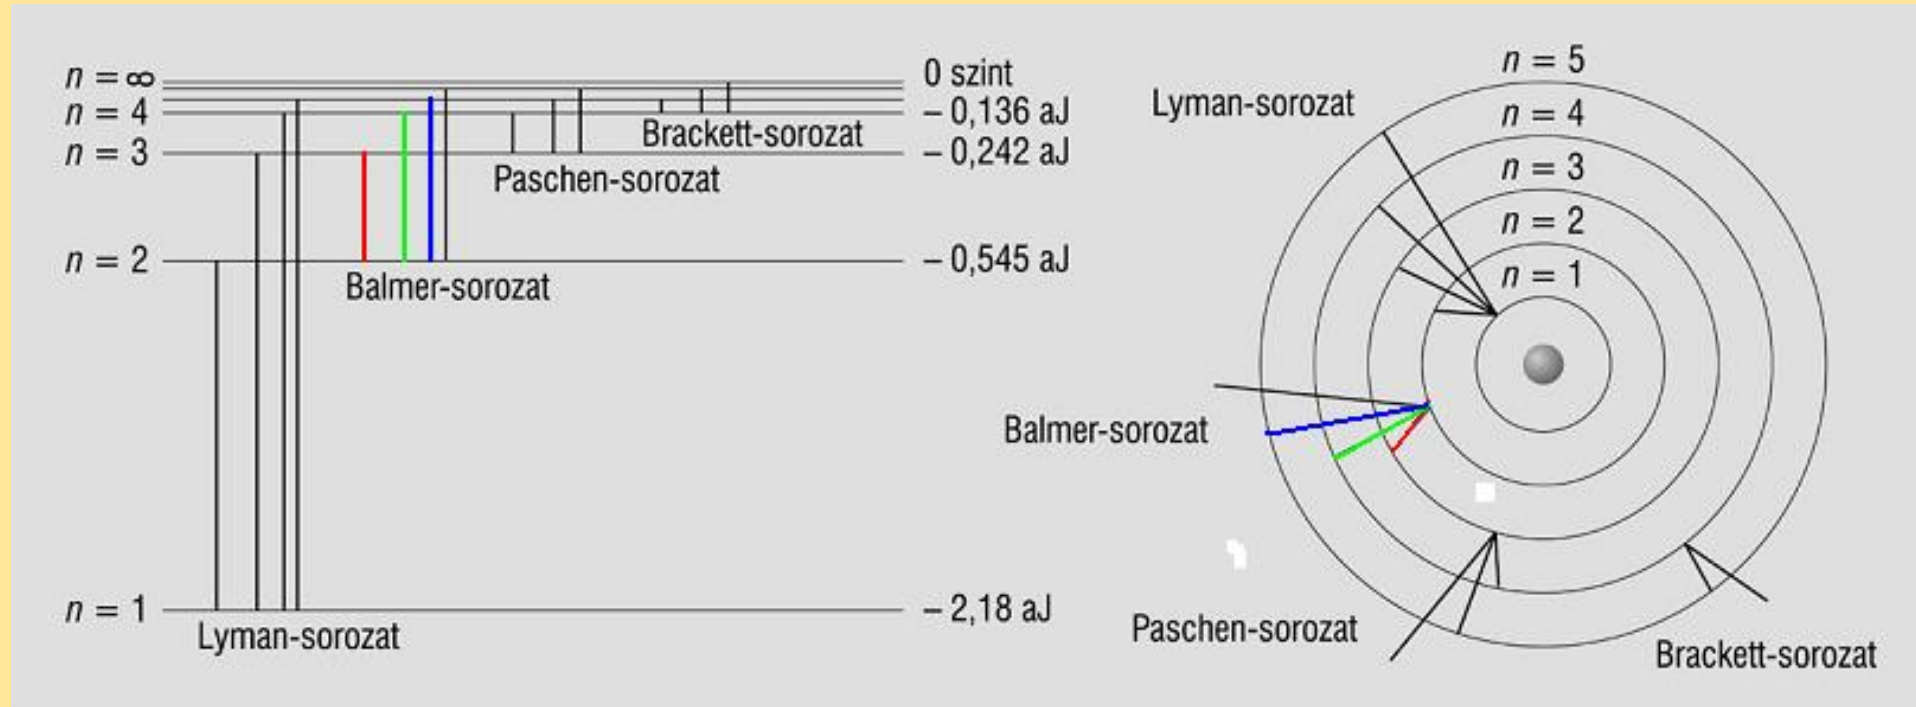 n = ∞
0 szint
n = 4
– 0,136 aJ
Brackett-sorozat
n = 3
– 0,242 aJ
Paschen-sorozat
n = 2
– 0,545 aJ
Balmer-sorozat
n = 1
– 2,18 aJ
Lyman-sorozat
n = 5
Lyman-sorozat
n = 4
n = 3
n = 2
n = 1
Balmer-sorozat
Paschen-sorozat
Brackett-sorozat